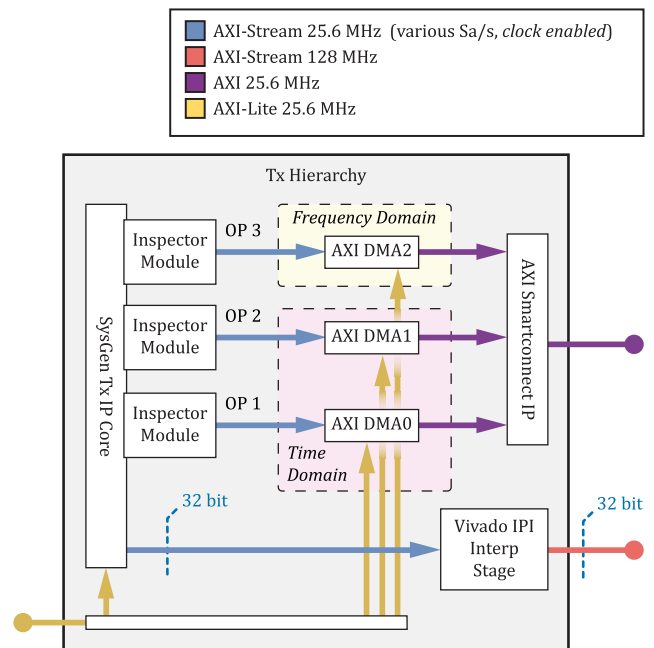 AXI-Stream 25.6 MHz (various Sa/s, clock enabled)
AXI-Stream 128 MHz
AXI 25.6 MHz
AXI-Lite 25.6 MHz
Tx Hierarchy
SysGen Tx IP Core
Inspector
Module
OP 3
Frequency Domain
AXI DMA2
Inspector
Module
OP 2
AXI DMA1
Inspector
Module
OP 1
AXI DMA0
Time
Domain
AXI Smartconnect IP
32 bit
Vivado IPI
Interp
Stage
32 bit